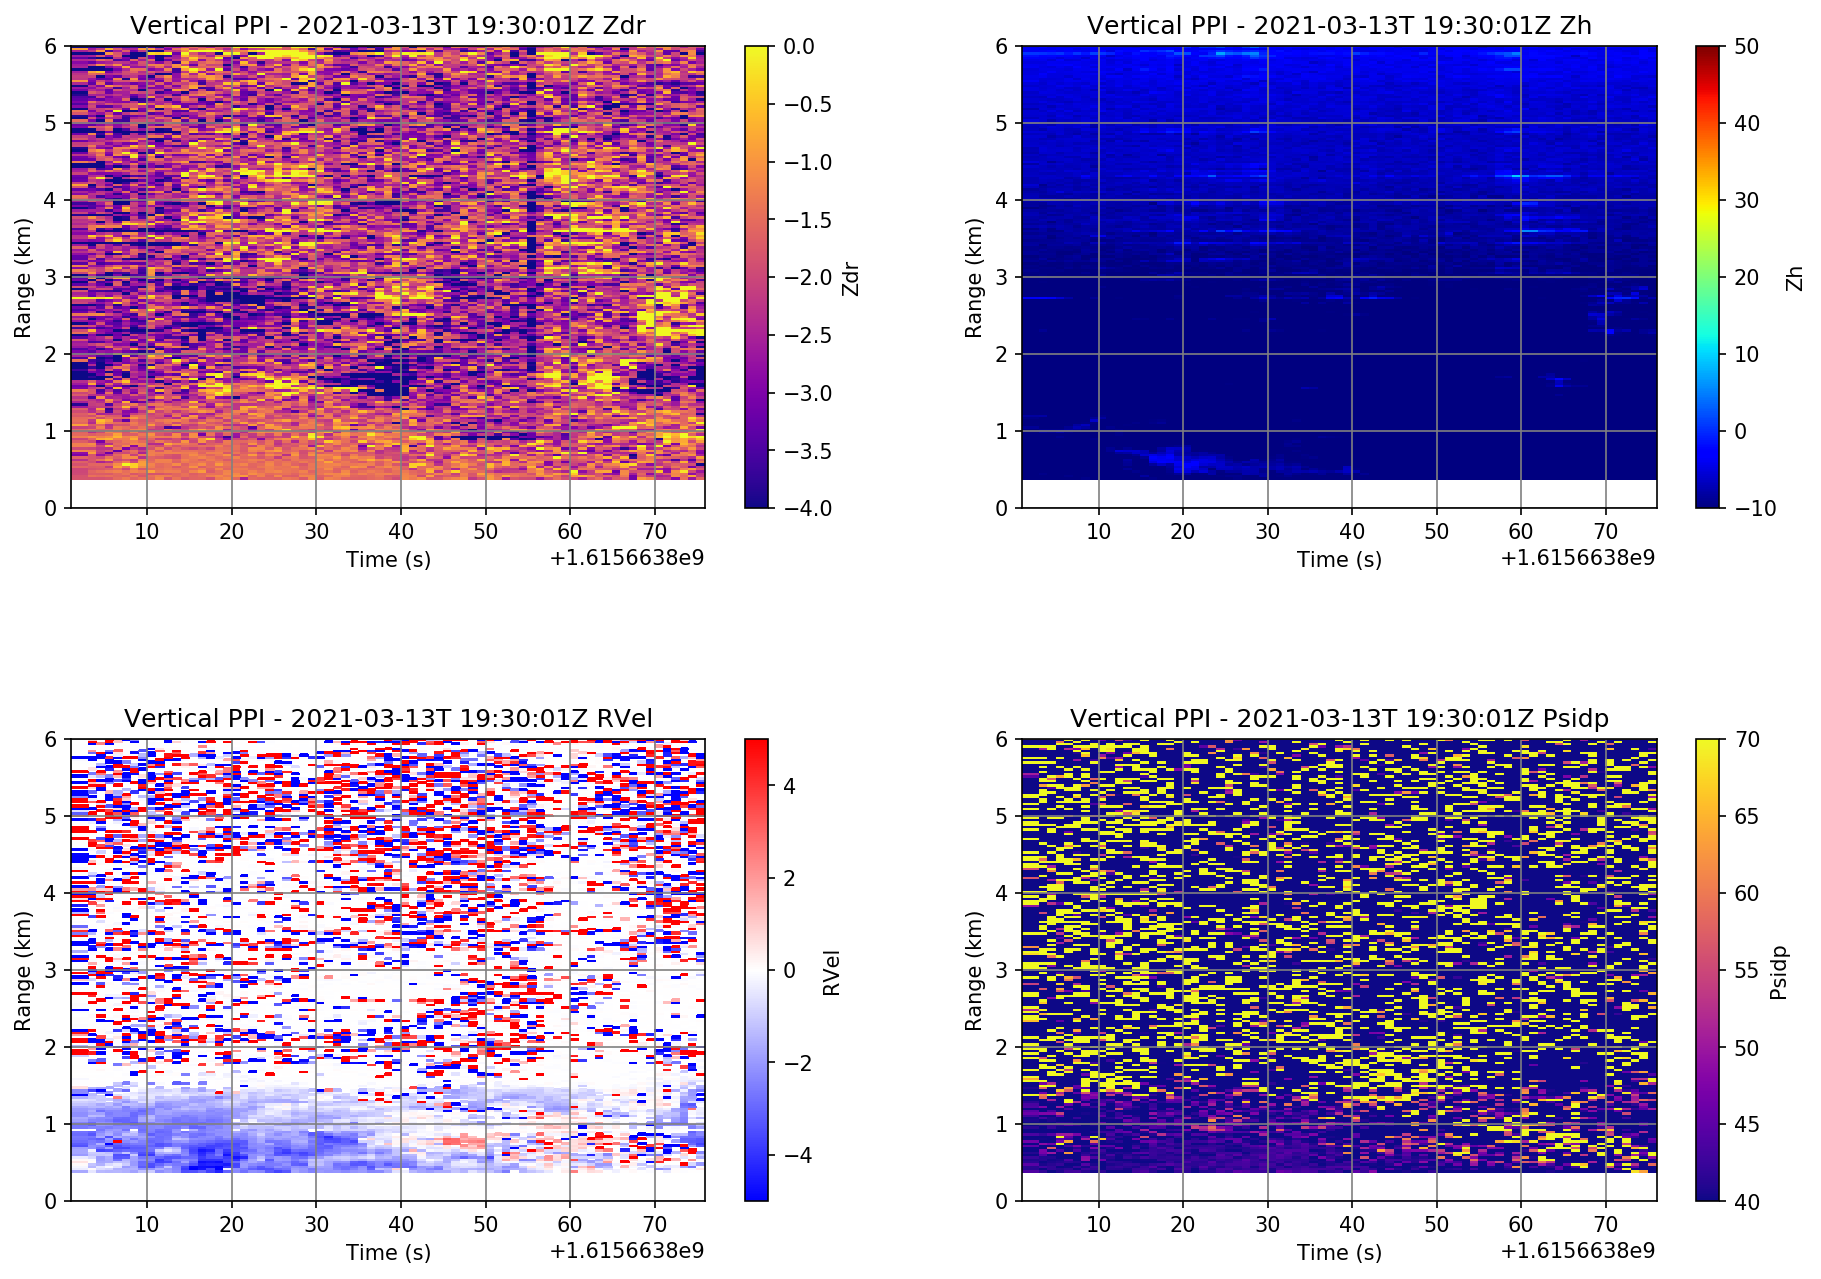 Vertical PPI - 2021-03-13T 19:30:01Z Zdr
6
5
4
3
2
1
0
Range (km)
10 20 30 40 50 60 70
Time (s)
+1.6156638e9
0.0
−0.5
−1.0
−1.5
−2.0
−2.5
−3.0
−3.5
−4.0
Zdr
Vertical PPI - 2021-03-13T 19:30:01Z Zh
6
5
4
3
2
1
0
Range (km)
10 20 30 40 50 60 70
Time (s)
+1.6156638e9
50
40
30
20
10
0
−10
Zh
Vertical PPI - 2021-03-13T 19:30:01Z RVel
6
5
4
3
2
1
0
Range (km)
10 20 30 40 50 60 70
Time (s)
+1.6156638e9
4
2
0
−2
−4
RVel
Vertical PPI - 2021-03-13T 19:30:01Z Psidp
6
5
4
3
2
1
0
Range (km)
10 20 30 40 50 60 70
Time (s)
+1.6156638e9
70
65
60
55
50
45
40
Psidp